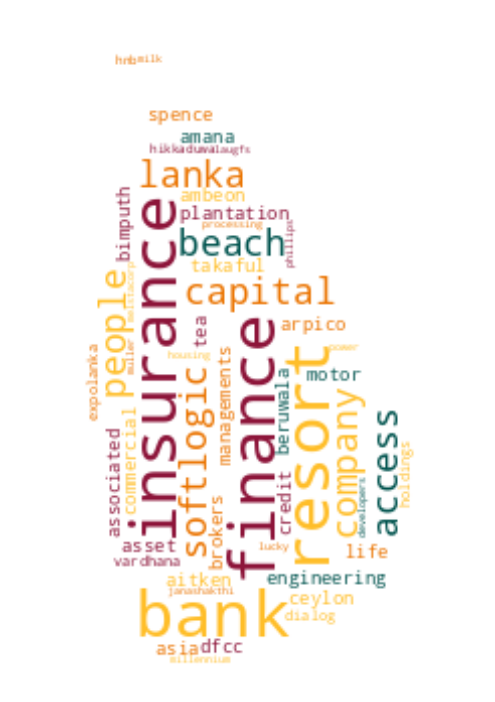 hnb
milk
spence
amana
hikkaduwa
laugfs
lanka
ambeon
bimputh
plantation
processing
phillips
beach
insurance
takaful
people
melstacorp
capital
tea
finance
arpico
expolanka
muller
housing
power
resort
managements
softlogic
motor
beruwala
company
access
holdings
commercial
associated
credit
developers
brokers
asset
lucky
life
vardhana
aitken
engineering
janashakthi
bank
ceylon
dialog
asia
dfcc
millennium